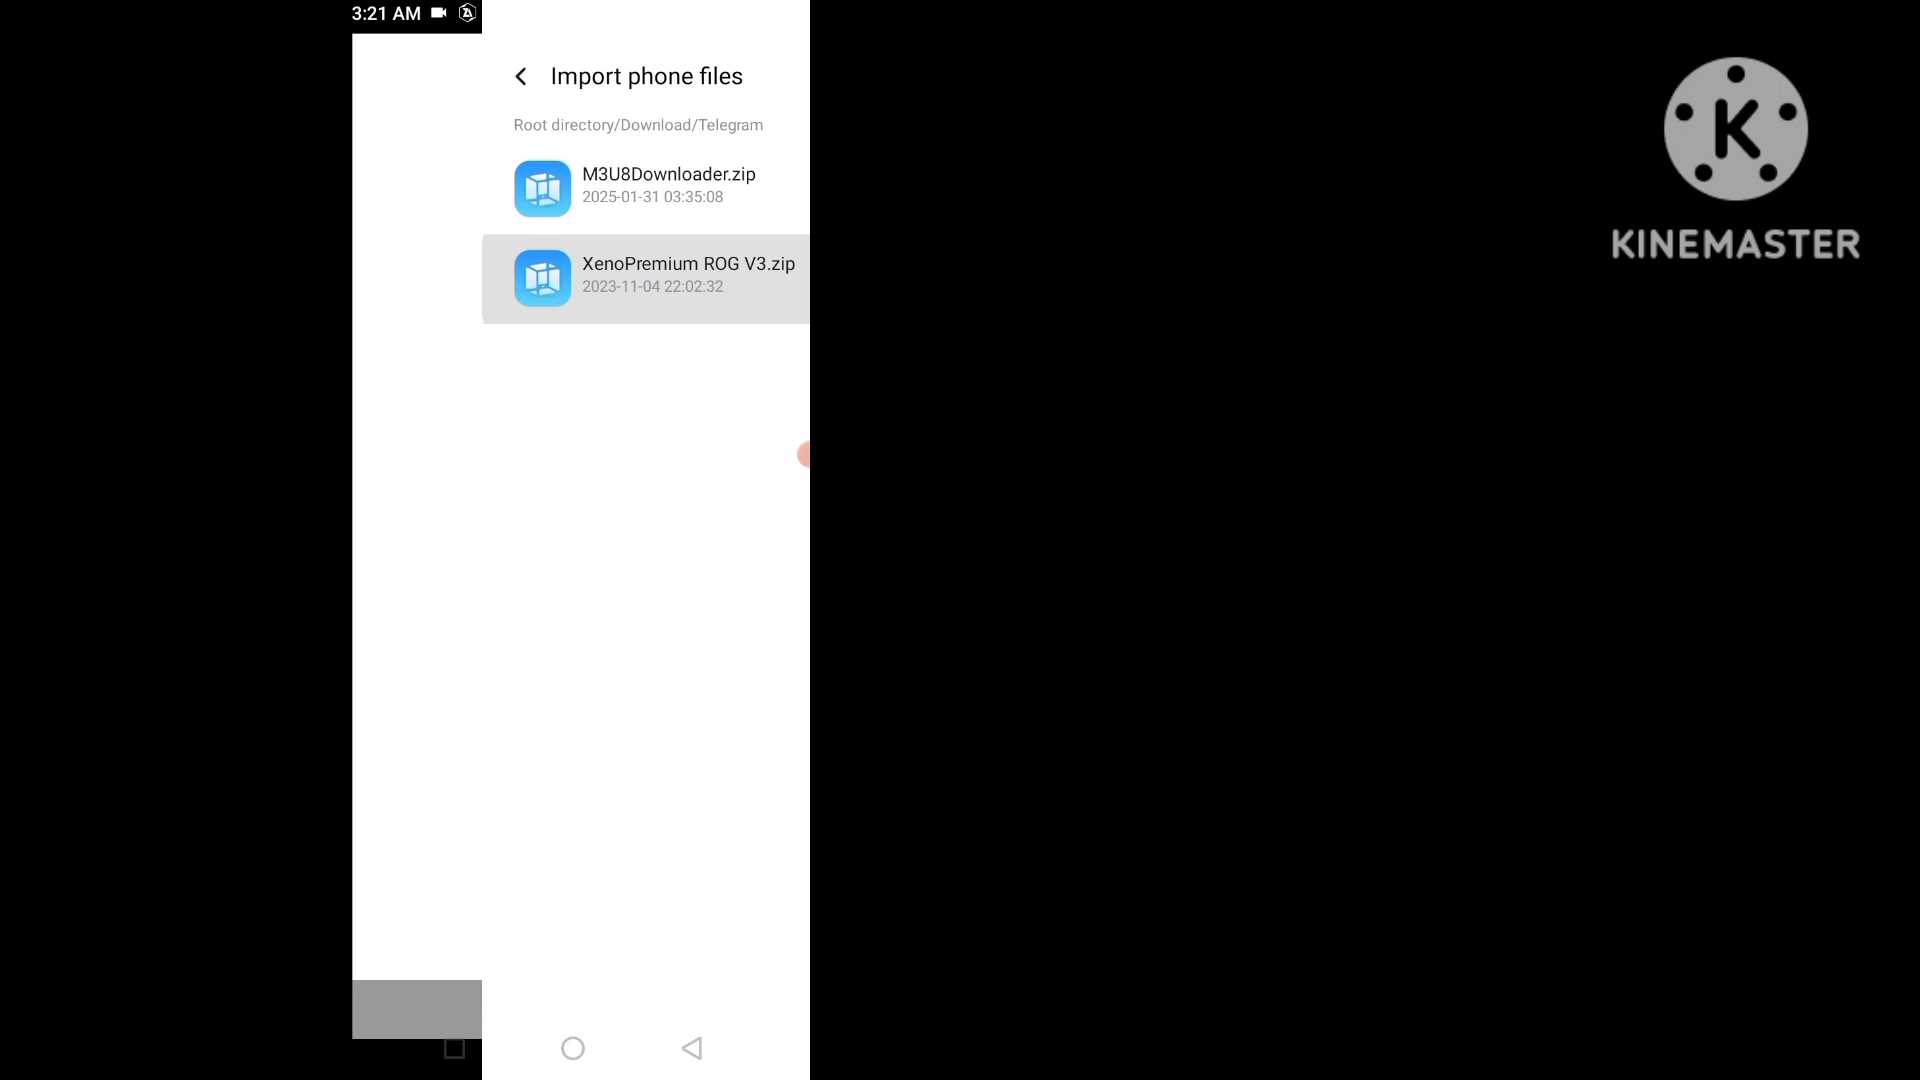 3:21 AM
Import phone files
Root directory/Download/Telegram
M3U8Downloader.zip
2025-01-31 03:35:08
XenoPremium ROG V3.zip
2023-11-04 22:02:32
K
KINEMASTER